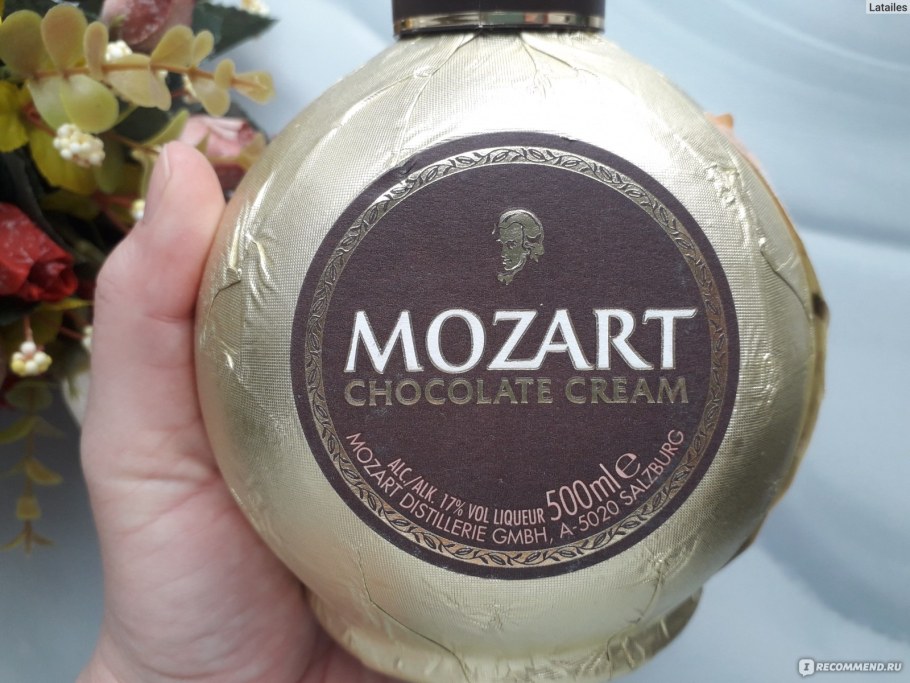 Latailes
MOZART
CHOCOLATE CREAM
ALC./ALK. 17% VOL LIQUEUR 500ml e
MOZART DISTILLERIE GMBH, A-5020 SALZBURG
I RECOMMEND.RU